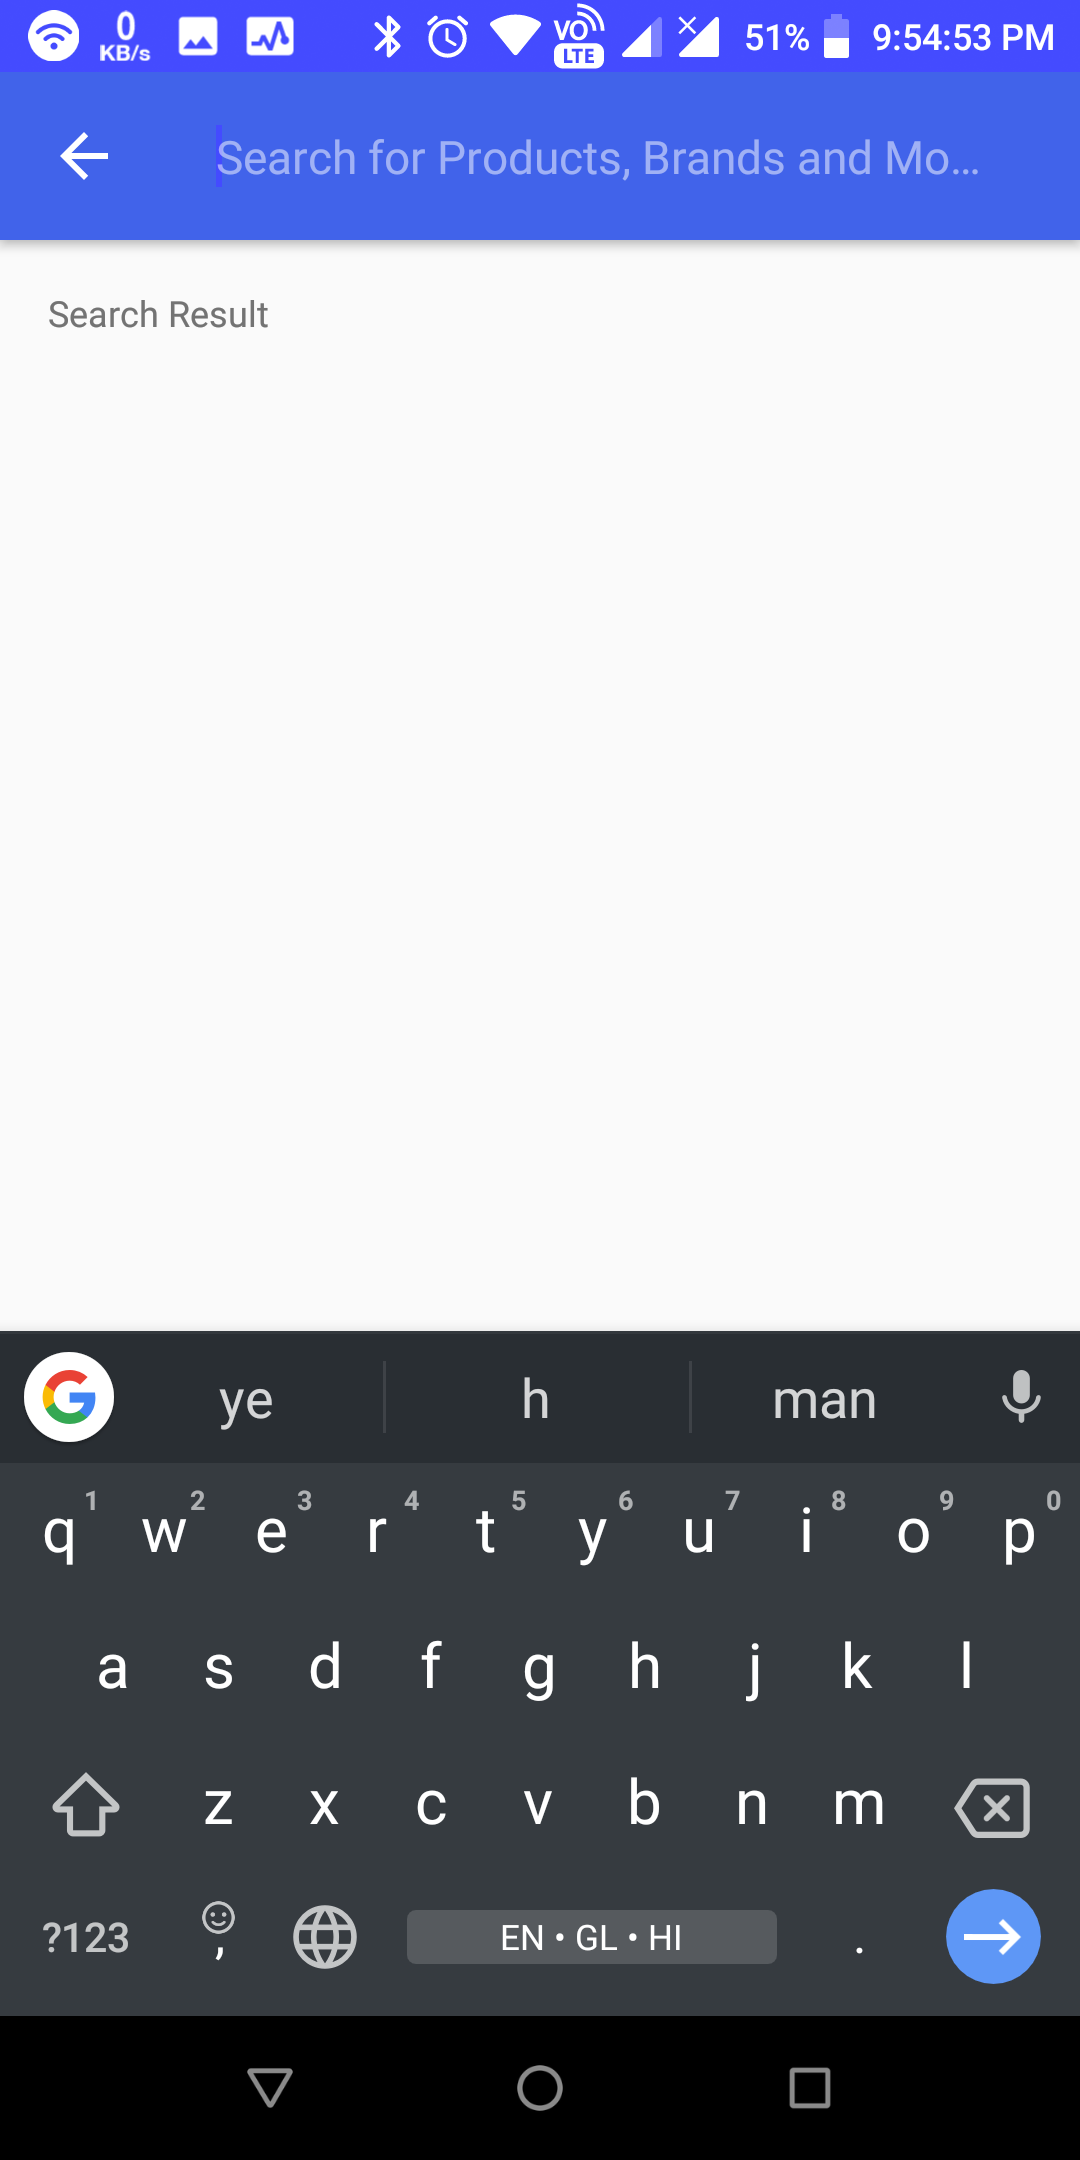 0 KB/s VO LTE 51% 9:54:53 PM
Search for Products, Brands and Mo...
Search Result
G ye h man
q 1 w 2 e 3 r 4 t 5 y 6 u 7 i 8 o 9 p 0
a s d f g h j k l
z x c v b n m
?123 , EN • GL • HI .